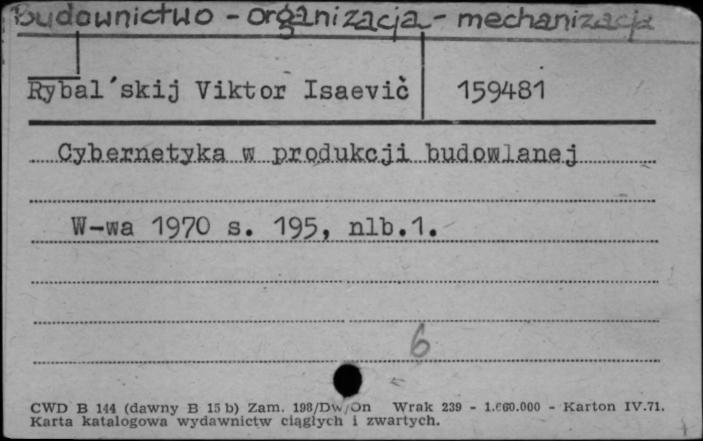 Budownictwo - organizacja - mechanizacja
Rybal'skij Viktor Isaevič 159481
Cybernetyka w produkcji budowlanej
W-wa 1970 s. 195, nlb.1.
6
CWD B 144 (dawny B 15 b) Zam. 198/Dw/On Wrak 239 - 1.660.000 - Karton IV.71.
Karta katalogowa wydawnictw ciągłych i zwartych.